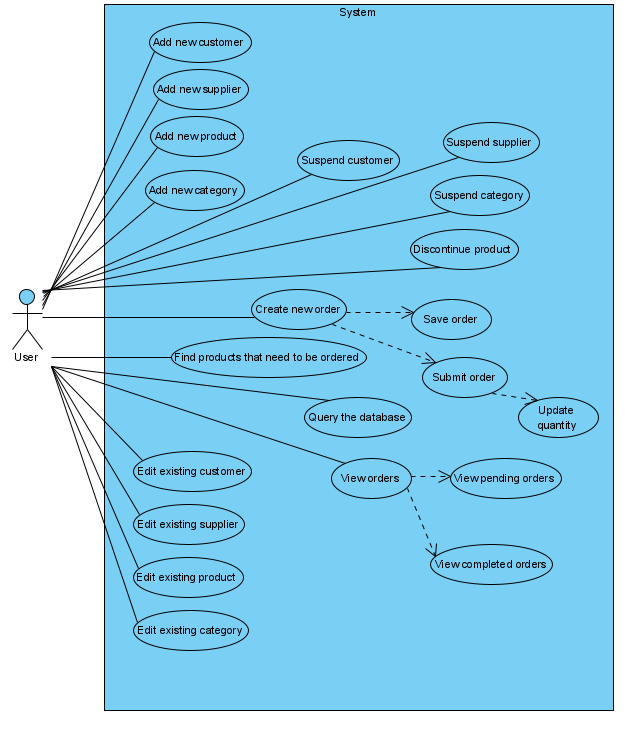 System
Add new customer
Add new supplier
Add new product
Suspend supplier
Suspend customer
Add new category
Suspend category
Discontinue product
Create new order
Save order
User
Find products that need to be ordered
Submit order
Query the database
Update
quantity
Edit existing customer
View orders
View pending orders
Edit existing supplier
View completed orders
Edit existing product
Edit existing category